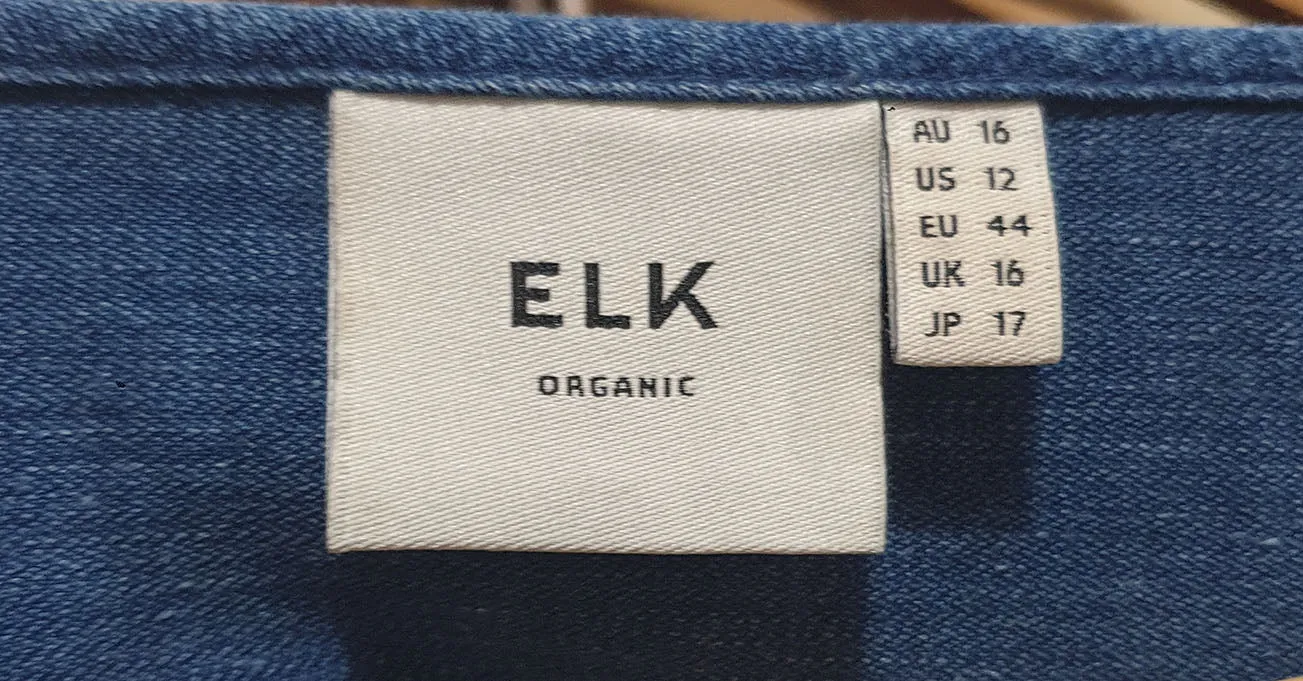 ELK
ORGANIC
AU 16
US 12
EU 44
UK 16
JP 17